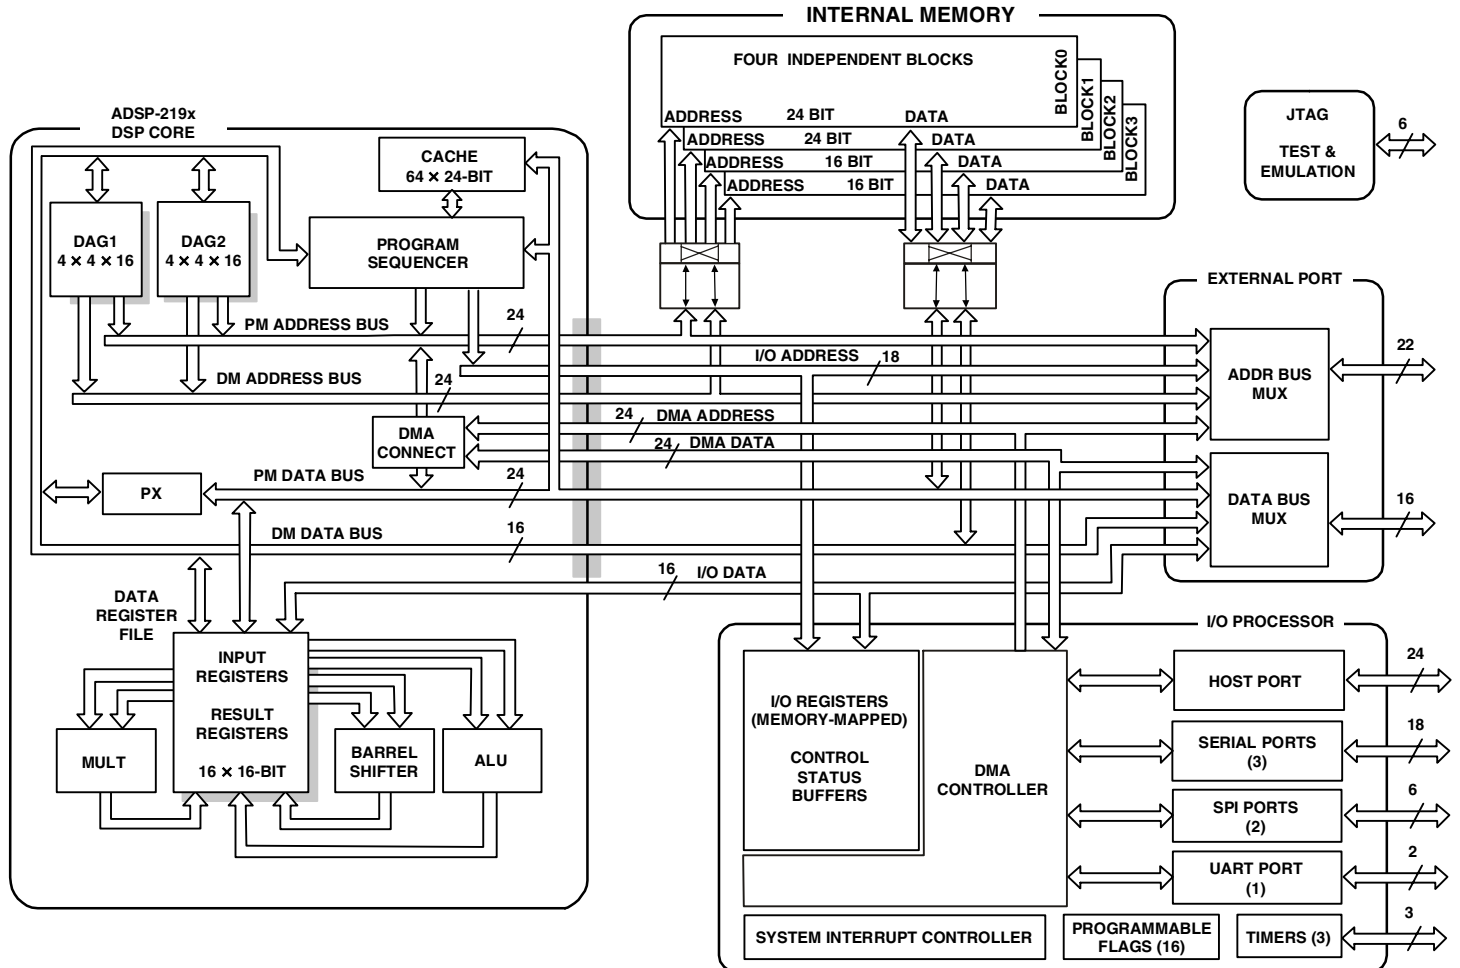 INTERNAL MEMORY
FOUR INDEPENDENT BLOCKS
BLOCK0
BLOCK1
BLOCK2
BLOCK3
ADDRESS 24 BIT DATA
ADDRESS 24 BIT DATA
ADDRESS 16 BIT DATA
ADDRESS 16 BIT DATA
JTAG
TEST &
EMULATION
6
ADSP-219x
DSP CORE
CACHE
64 × 24-BIT
DAG1
4 × 4 × 16
DAG2
4 × 4 × 16
PROGRAM
SEQUENCER
PM ADDRESS BUS
24
I/O ADDRESS
18
DM ADDRESS BUS
24
DMA
CONNECT
24
DMA ADDRESS
24
DMA DATA
PX
PM DATA BUS
24
DM DATA BUS
16
16
I/O DATA
EXTERNAL PORT
ADDR BUS
MUX
22
DATA BUS
MUX
16
DATA
REGISTER
FILE
INPUT
REGISTERS
RESULT
REGISTERS
16 × 16-BIT
MULT
BARREL
SHIFTER
ALU
I/O PROCESSOR
I/O REGISTERS
(MEMORY-MAPPED)
CONTROL
STATUS
BUFFERS
DMA
CONTROLLER
HOST PORT
24
SERIAL PORTS
(3)
18
SPI PORTS
(2)
6
UART PORT
(1)
2
SYSTEM INTERRUPT CONTROLLER
PROGRAMMABLE
FLAGS (16)
TIMERS (3)
3